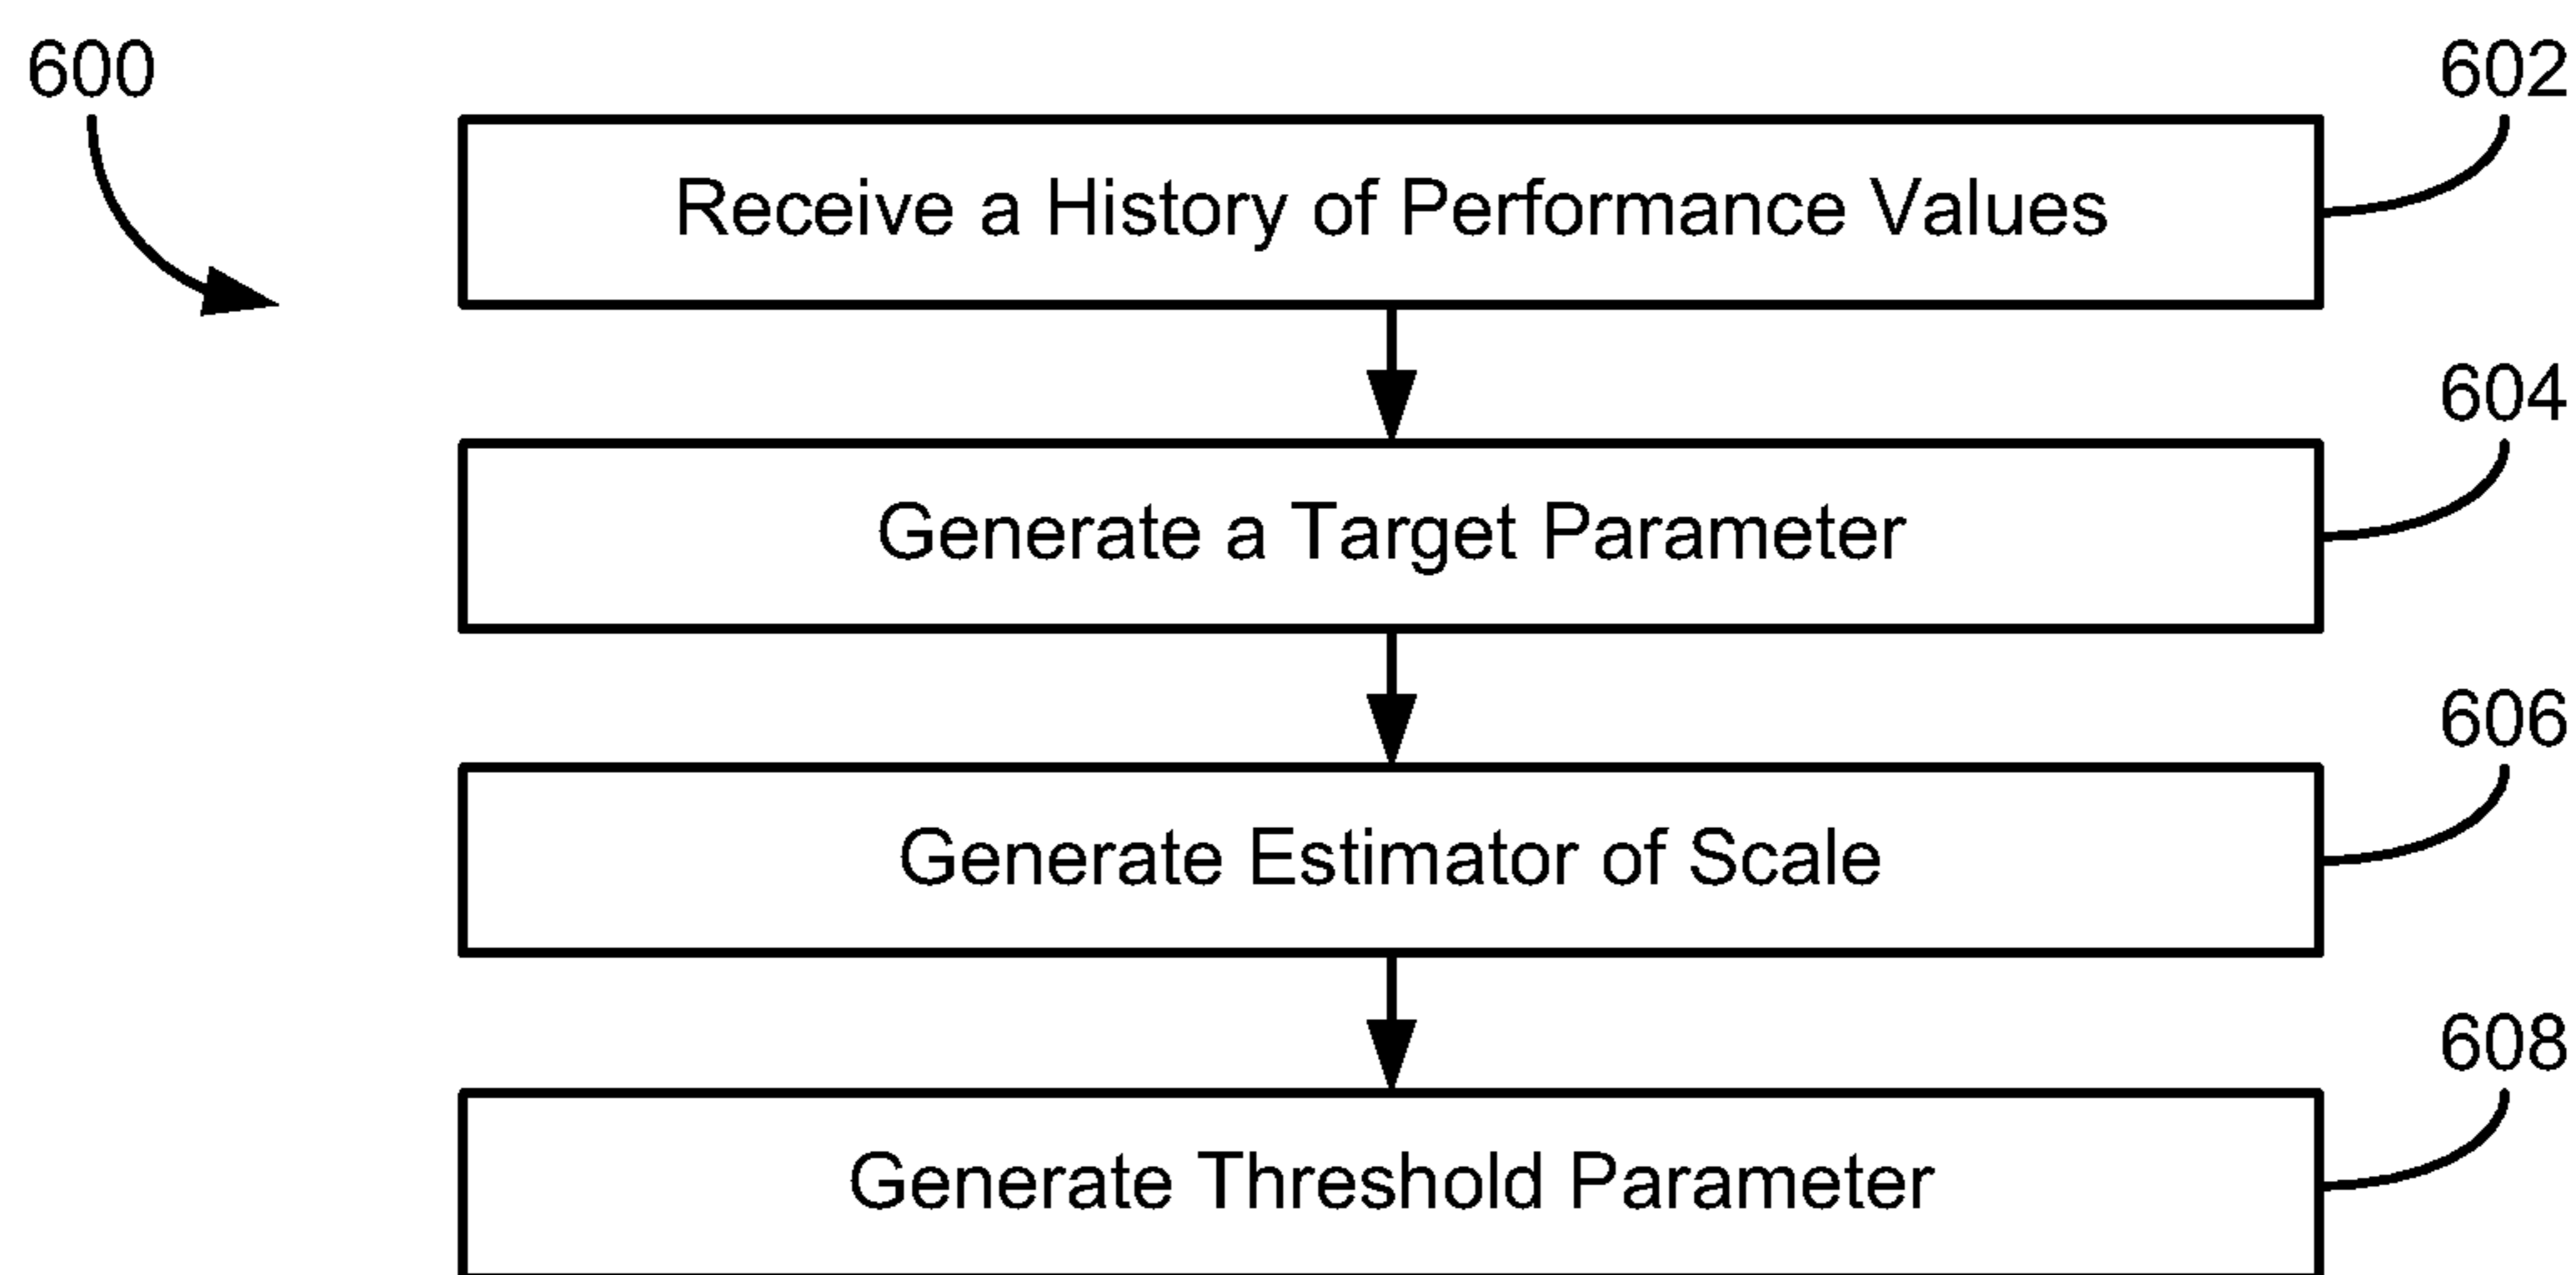 600
602
Receive a History of Performance Values
604
Generate a Target Parameter
606
Generate Estimator of Scale
608
Generate Threshold Parameter